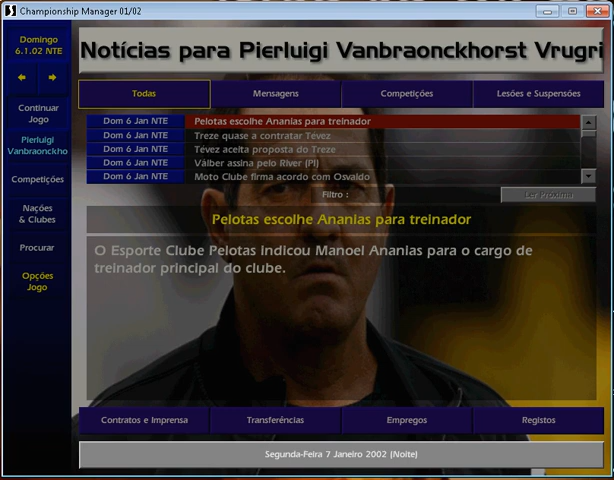 Championship Manager 01/02
Domingo
6.1.02 NTE
Continuar
Jogo
Pierluigi
Vanbraonckho
Competições
Nações
& Clubes
Procurar
Opções
Jogo
Notícias para Pierluigi Vanbraonckhorst Vrugri
Todas
Mensagens
Competições
Lesões e Suspensões
Dom 6 Jan NTE Pelotas escolhe Ananias para treinador
Dom 6 Jan NTE Treze quase a contratar Tévez
Dom 6 Jan NTE Tévez aceita proposta do Treze
Dom 6 Jan NTE Válber assina pelo River (PI)
Dom 6 Jan NTE Moto Clube firma acordo com Osvaldo
Filtro :
Ler Próxima
Pelotas escolhe Ananias para treinador
O Esporte Clube Pelotas indicou Manoel Ananias para o cargo de
treinador principal do clube.
Contratos e Imprensa
Transferências
Empregos
Registos
Segunda-Feira 7 Janeiro 2002 (Noite)